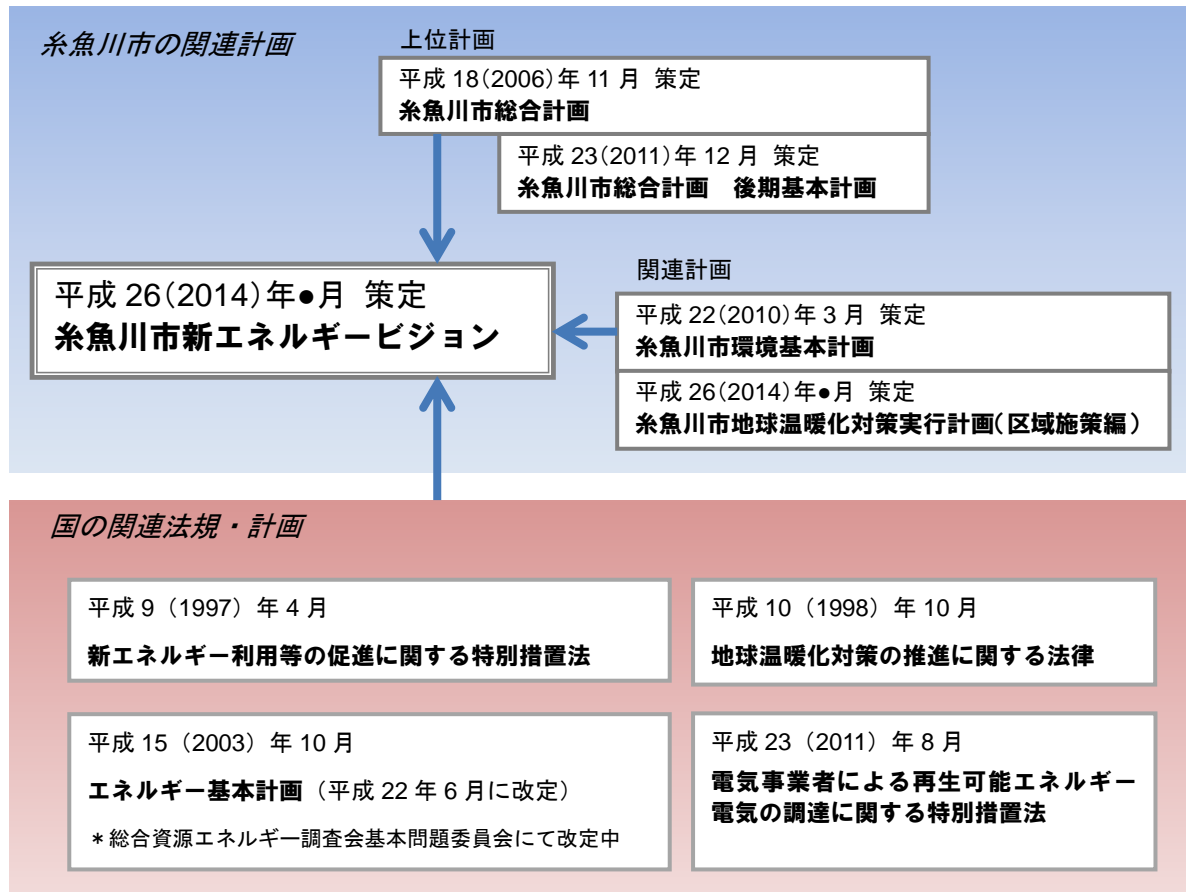 糸魚川市の関連計画
上位計画
平成 18(2006)年 11 月 策定
糸魚川市総合計画
平成 23(2011)年 12 月 策定
糸魚川市総合計画　後期基本計画
平成 26(2014)年●月 策定
糸魚川市新エネルギービジョン
関連計画
平成 22(2010)年 3 月 策定
糸魚川市環境基本計画
平成 26(2014)年●月 策定
糸魚川市地球温暖化対策実行計画(区域施策編)
国の関連法規・計画
平成 9（1997）年 4 月
新エネルギー利用等の促進に関する特別措置法
平成 10（1998）年 10 月
地球温暖化対策の推進に関する法律
平成 15（2003）年 10 月
エネルギー基本計画（平成 22 年 6 月に改定）
＊総合資源エネルギー調査会基本問題委員会にて改定中
平成 23（2011）年 8 月
電気事業者による再生可能エネルギー
電気の調達に関する特別措置法